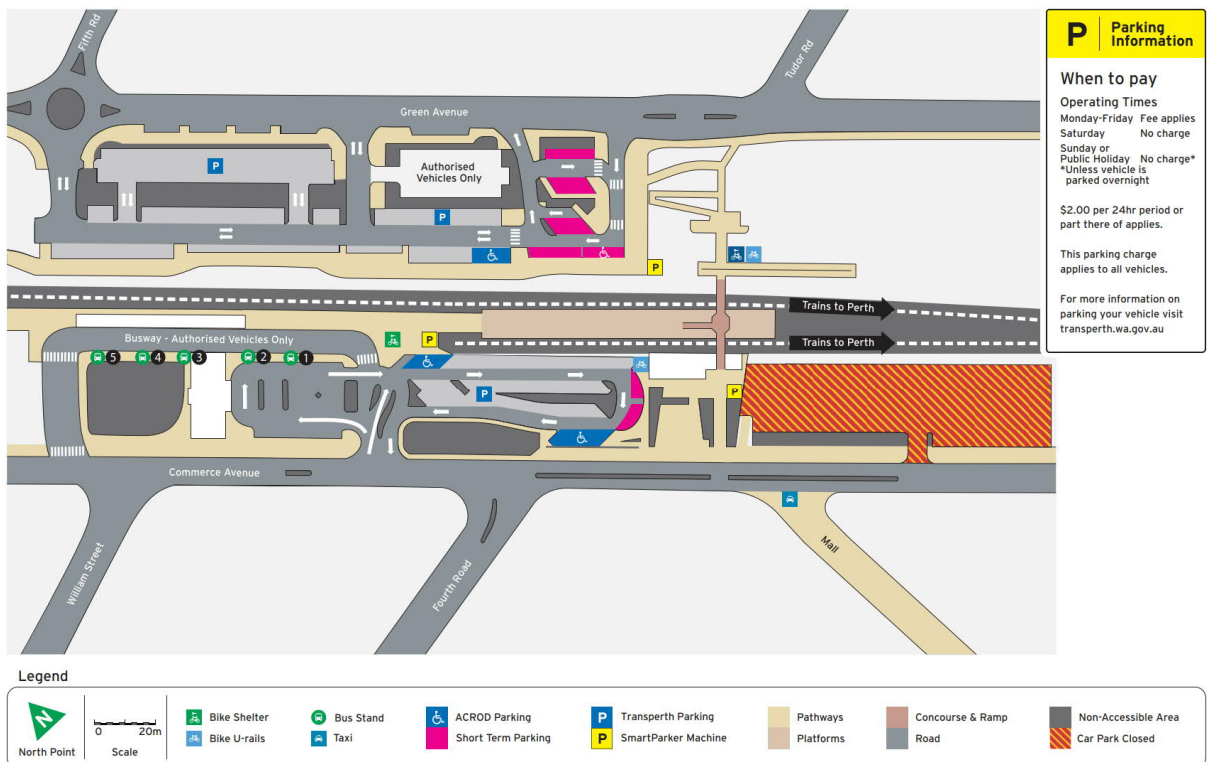 Fifth Rd
Tudor Rd
Green Avenue
P
Authorised
Vehicles Only
P
P
Trains to Perth
Busway - Authorised Vehicles Only
P
Trains to Perth
5 4 3 2 1
P
P
Commerce Avenue
William Street
Fourth Road
Mall
P Parking
Information
When to pay
Operating Times
Monday-Friday Fee applies
Saturday No charge
Sunday or
Public Holiday No charge*
*Unless vehicle is
parked overnight
$2.00 per 24hr period or
part there of applies.
This parking charge
applies to all vehicles.
For more information on
parking your vehicle visit
transperth.wa.gov.au
Legend
N
North Point
0 20m
Scale
Bike Shelter
Bike U-rails
Bus Stand
Taxi
ACROD Parking
Short Term Parking
P Transperth Parking
P SmartParker Machine
Pathways
Platforms
Concourse & Ramp
Road
Non-Accessible Area
Car Park Closed